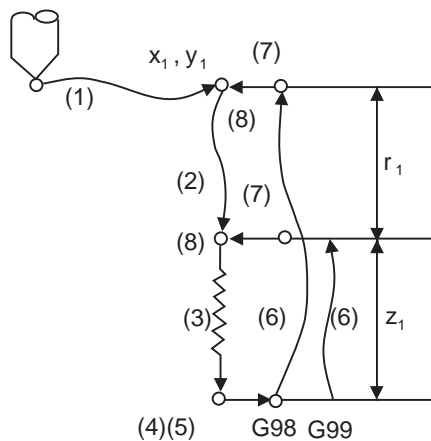 x1 , y1 (7)
(1)
(8)
r1
(2) (7)
(8)
(3) (6) (6) z1
(4)(5) G98 G99